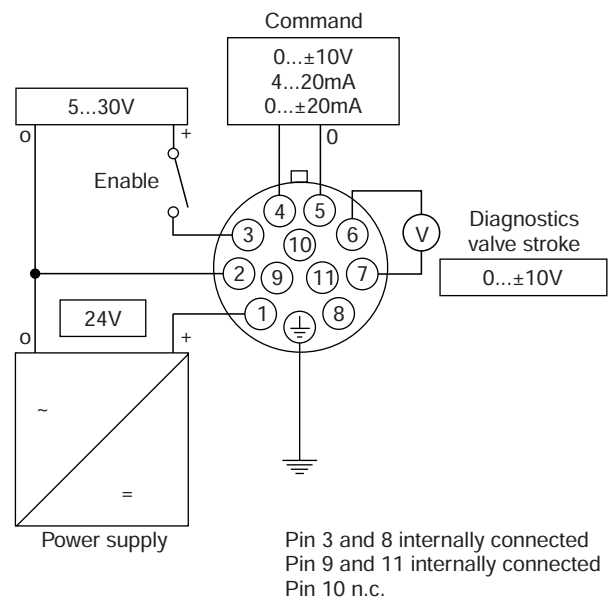 Command
0...±10V
4...20mA
0...±20mA
5...30V
o
+
0
Enable
4
5
3
6
10
V
Diagnostics
valve stroke
0...±10V
2
9
11
7
24V
1
8
o
+
~
=
Power supply
Pin 3 and 8 internally connected
Pin 9 and 11 internally connected
Pin 10 n.c.